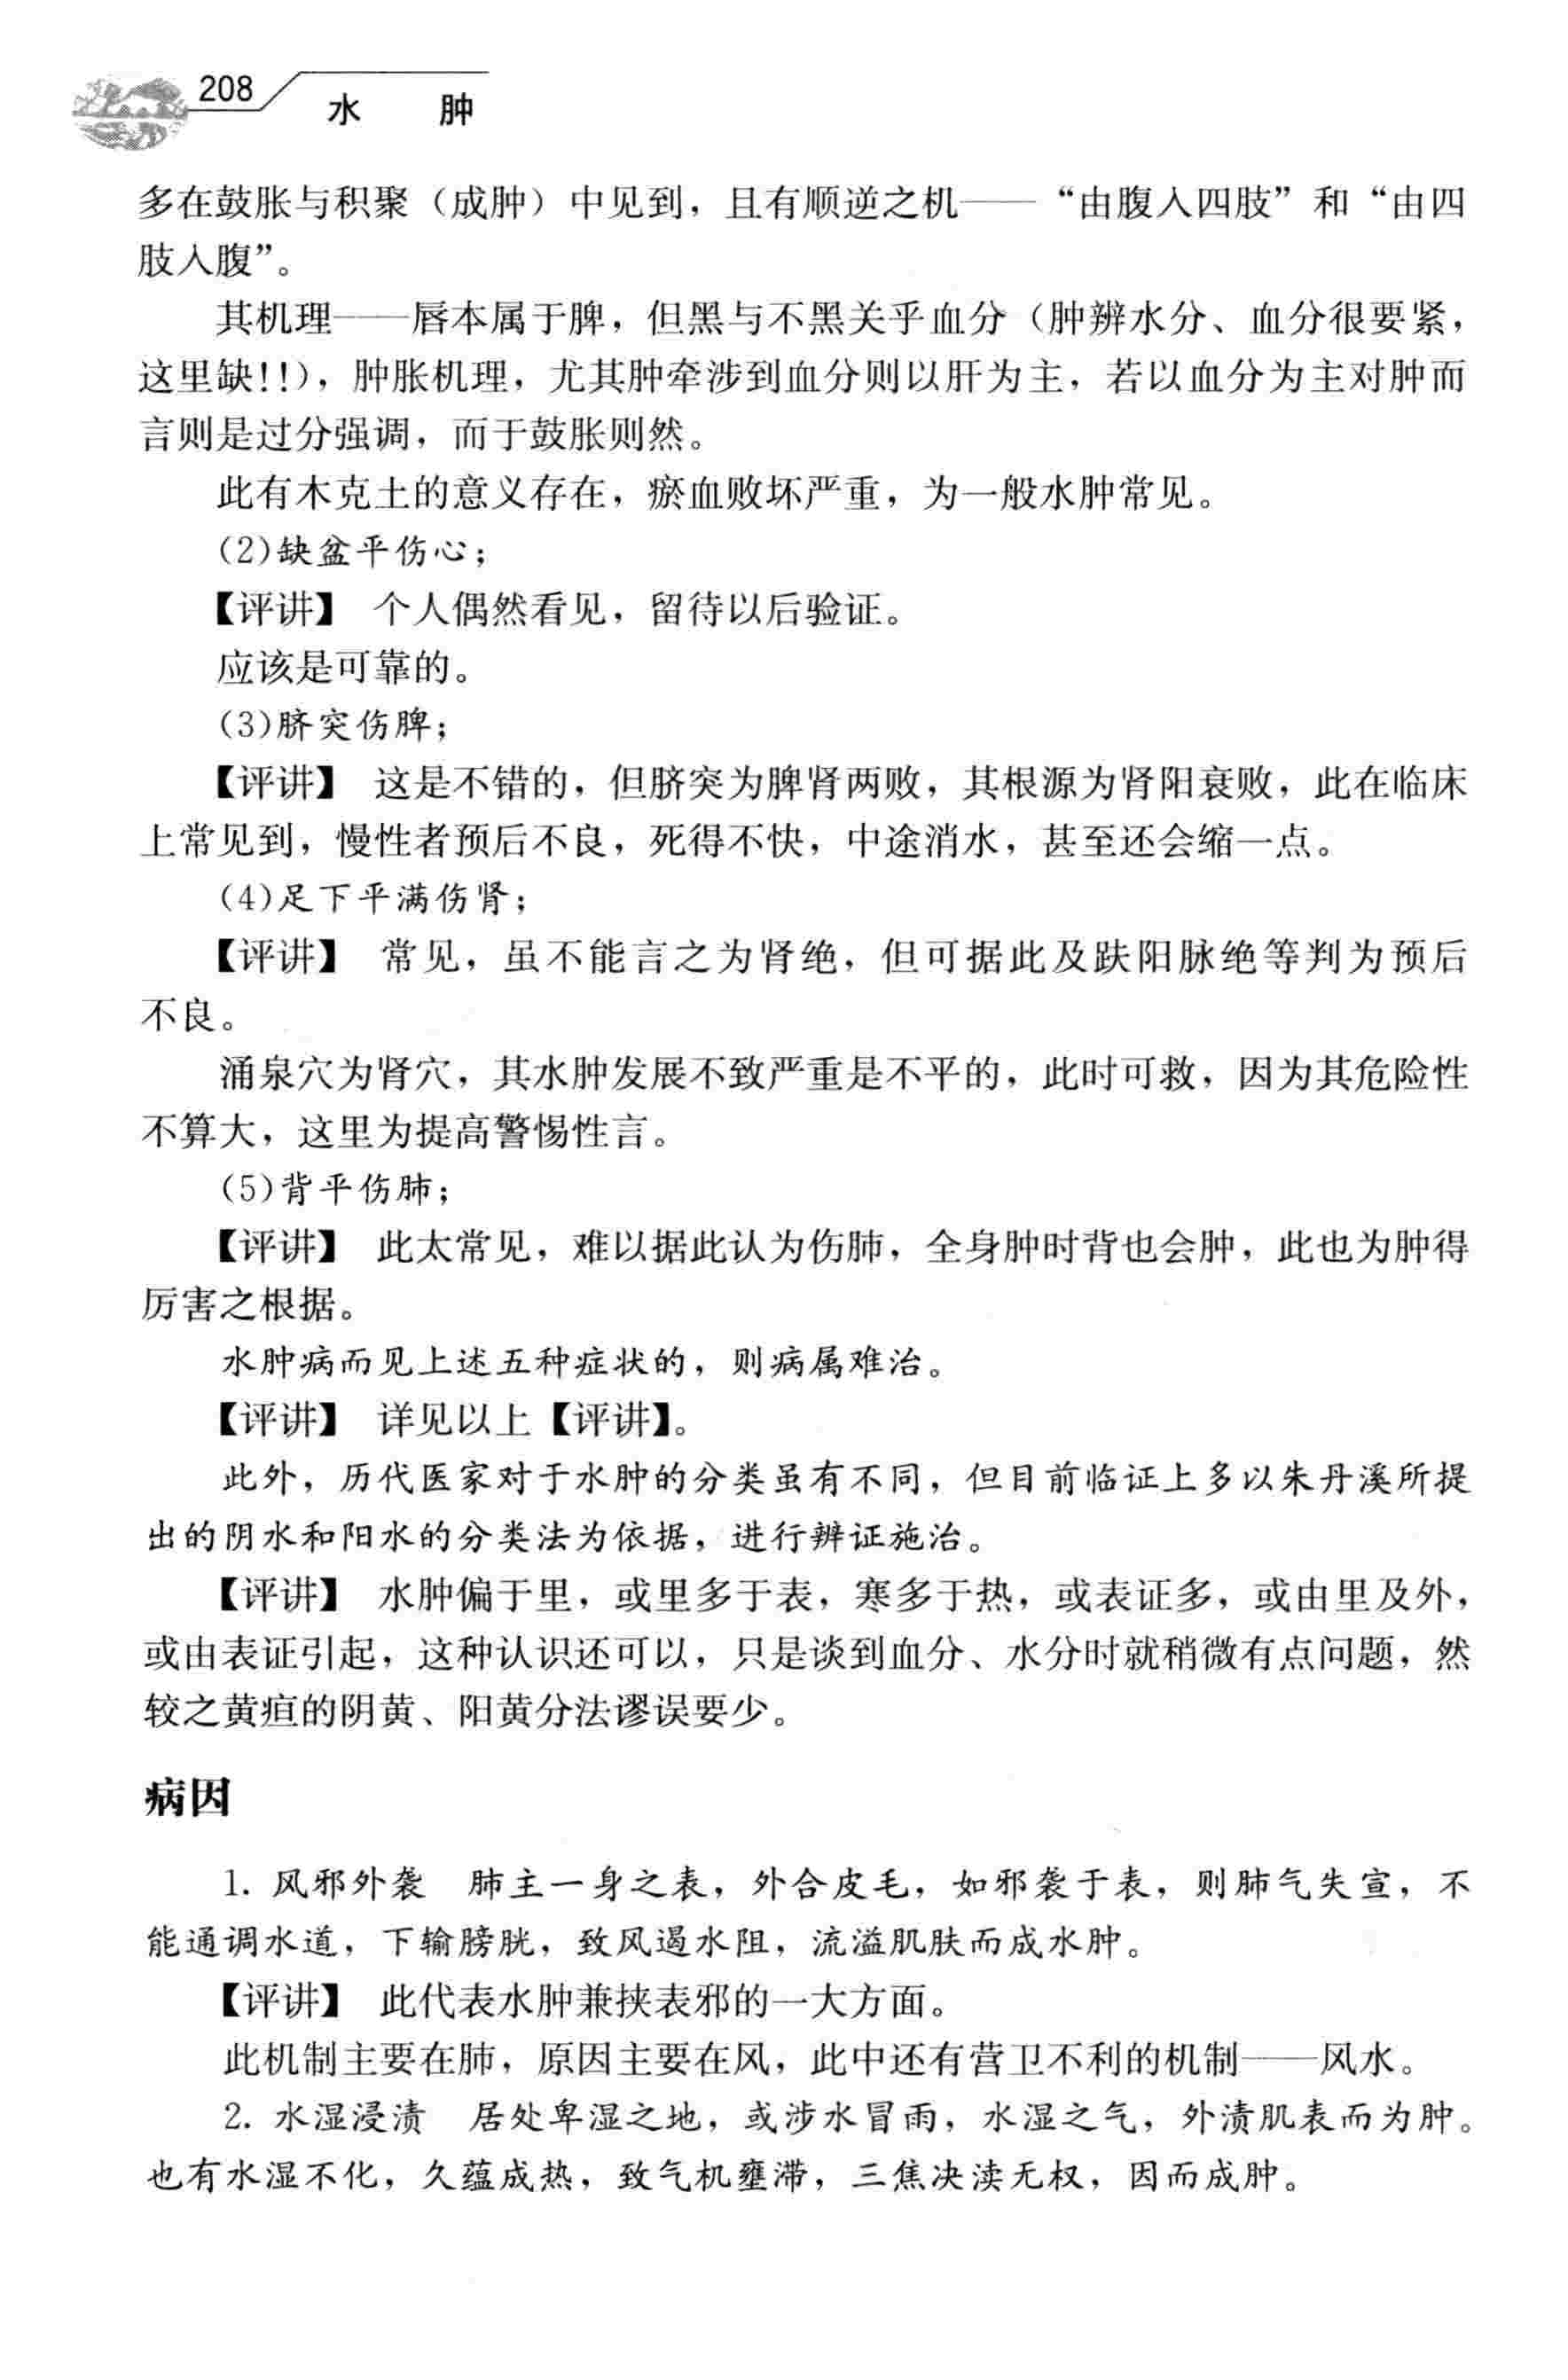 208
水 肿
多在鼓胀与积聚（成肿）中见到，且有顺逆之机——“由腹入四肢”和“由四
肢入腹”。
其机理——唇本属于脾，但黑与不黑关乎血分（肿辨水分、血分很要紧，
这里缺!!），肿胀机理，尤其肿牵涉到血分则以肝为主，若以血分为主对肿而
言则是过分强调，而于鼓胀则然。
此有木克土的意义存在，瘀血败坏严重，为一般水肿常见。
(2)缺盆平伤心；
【评讲】 个人偶然看见，留待以后验证。
应该是可靠的。
(3)脐突伤脾；
【评讲】 这是不错的，但脐突为脾肾两败，其根源为肾阳衰败，此在临床
上常见到，慢性者预后不良，死得不快，中途消水，甚至还会缩一点。
(4)足下平满伤肾；
【评讲】 常见，虽不能言之为肾绝，但可据此及趺阳脉绝等判为预后
不良。
涌泉穴为肾穴，其水肿发展不致严重是不平的，此时可救，因为其危险性
不算大，这里为提高警惕性言。
(5)背平伤肺；
【评讲】 此太常见，难以据此认为伤肺，全身肿时背也会肿，此也为肿得
厉害之根据。
水肿病而见上述五种症状的，则病属难治。
【评讲】 详见以上【评讲】。
此外，历代医家对于水肿的分类虽有不同，但目前临证上多以朱丹溪所提
出的阴水和阳水的分类法为依据，进行辨证施治。
【评讲】 水肿偏于里，或里多于表，寒多于热，或表证多，或由里及外，
或由表证引起，这种认识还可以，只是谈到血分、水分时就稍微有点问题，然
较之黄疸的阴黄、阳黄分法谬误要少。
病因
1. 风邪外袭 肺主一身之表，外合皮毛，如邪袭于表，则肺气失宣，不
能通调水道，下输膀胱，致风遏水阻，流溢肌肤而成水肿。
【评讲】 此代表水肿兼挟表邪的一大方面。
此机制主要在肺，原因主要在风，此中还有营卫不利的机制——风水。
2. 水湿浸渍 居处卑湿之地，或涉水冒雨，水湿之气，外渍肌表而为肿。
也有水湿不化，久蕴成热，致气机壅滞，三焦决渎无权，因而成肿。